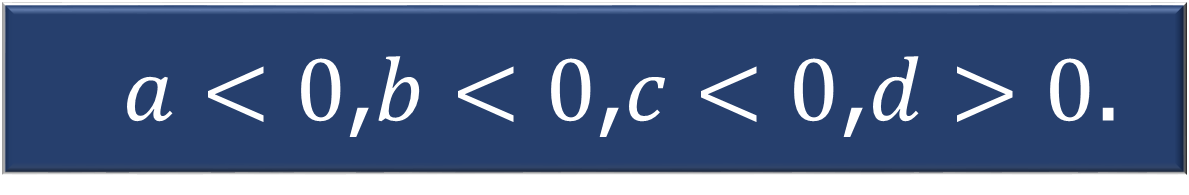 a < 0,b < 0,c < 0,d > 0.